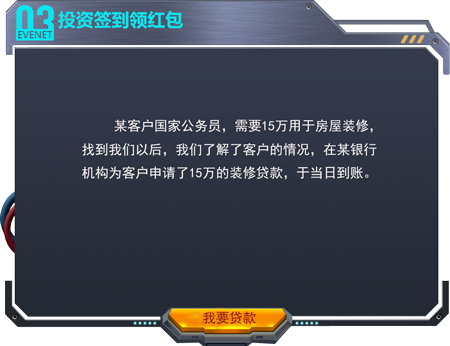 03
EVENET
投资签到领红包
某客户国家公务员，需要15万用于房屋装修，
找到我们以后，我们了解了客户的情况，在某银行
机构为客户申请了15万的装修贷款，于当日到账。
我要贷款